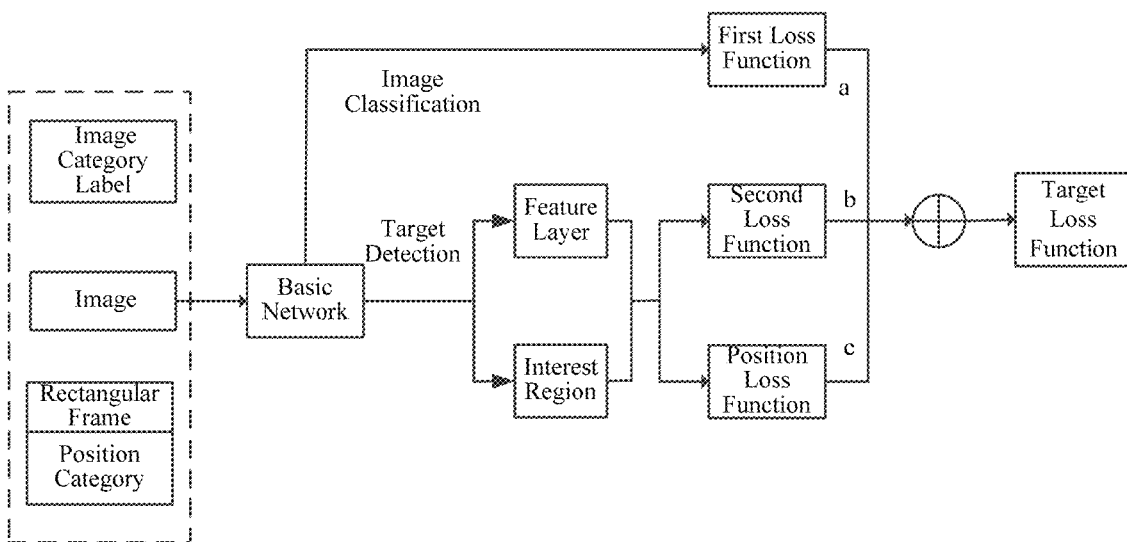 Image
Category
Label
Image
Rectangular
Frame
Position
Category
Basic
Network
Image
Classification
Target
Detection
Feature
Layer
Interest
Region
First Loss
Function
a
Second
Loss
Function
b
Position
Loss
Function
c
Target
Loss
Function